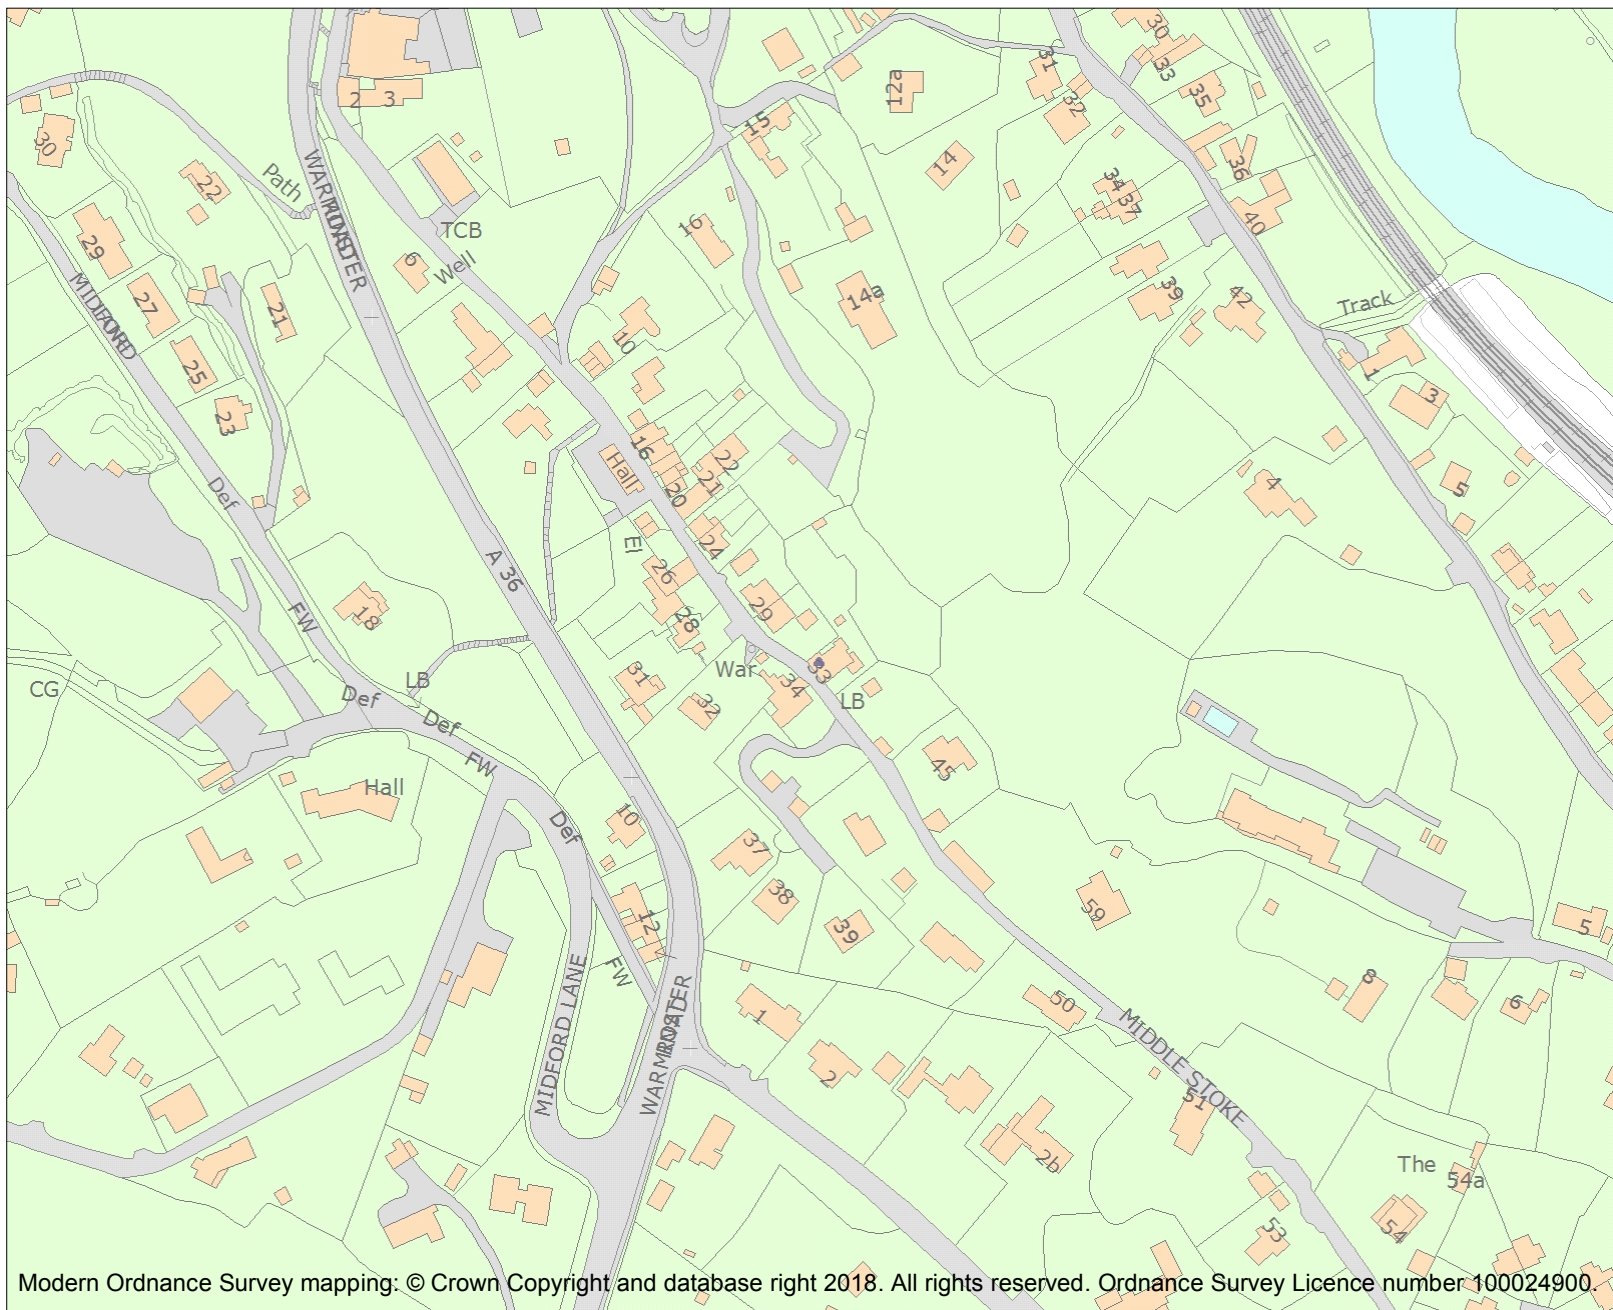 30
31
33
12a
2 3
35
32
15
30
36
14
22
Path
34
37
WARMINSTER ROAD
TCB
16
40
29
6
Well
39
42
14a
27
21
Track
MIDFORD LANE
10
25
1
3
23
16
Hall
22
21
20
4
5
Def
24
El
A 36
26
29
18
FW
28
War
33
31
34
CG
LB
Def
32
LB
Def
FW
45
Hall
10
Def
37
38
59
12
39
5
FW
8
50
6
MIDFORD LANE
WARMINSTER ROAD
1
MIDDLE STOKE
2
51
2b
The
54a
54
53
Modern Ordnance Survey mapping: © Crown Copyright and database right 2018. All rights reserved. Ordnance Survey Licence number 100024900.